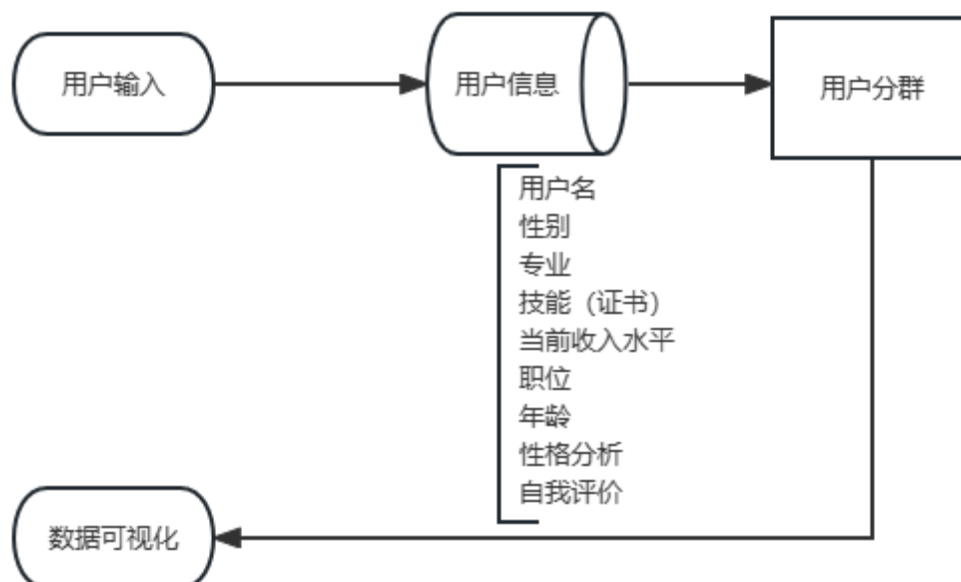 用户输入
用户信息
用户分群
用户名
性别
专业
技能（证书）
当前收入水平
职位
年龄
性格分析
自我评价
数据可视化